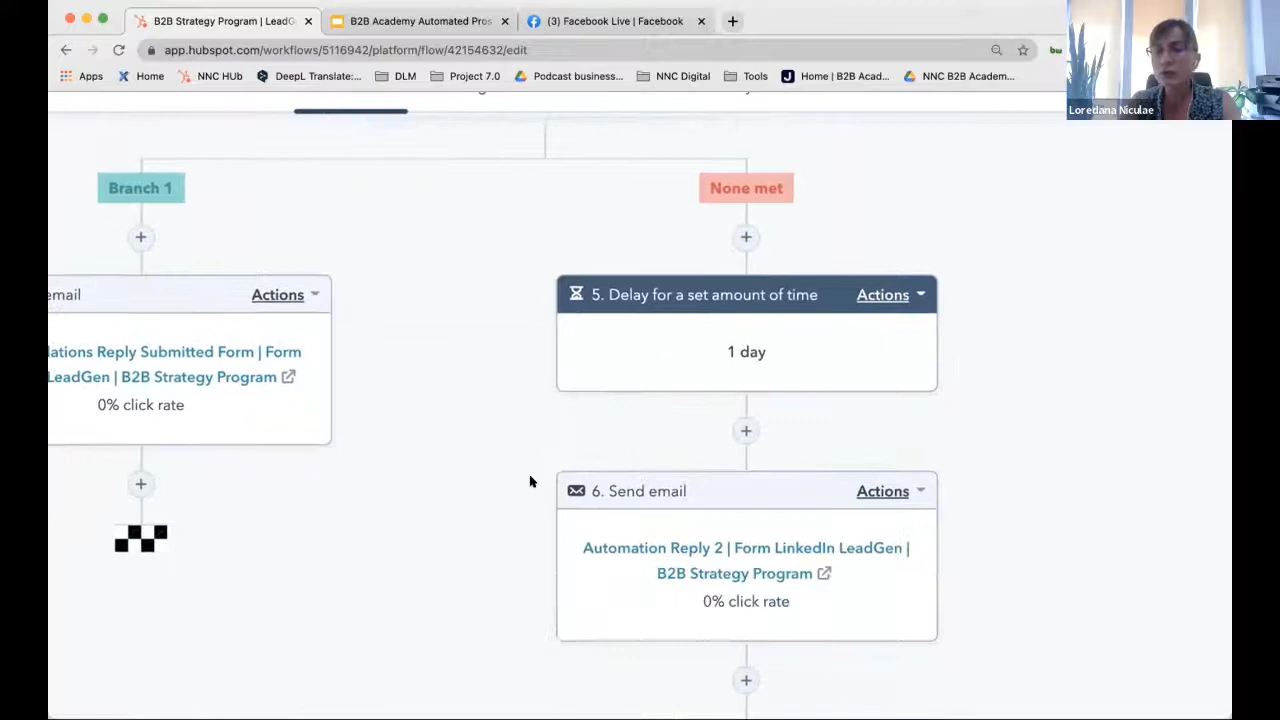 B2B Strategy Program | LeadG
B2B Academy Automated Pros
(3) Facebook Live | Facebook
app.hubspot.com/workflows/5116942/platform/flow/42154632/edit
bw
Apps
Home
NNC HUb
DeepL Translate:...
DLM
Project 7.0
Podcast business...
NNC Digital
Tools
Home | B2B Acad...
NNC B2B Academ...
Loredana Niculae
Branch 1
None met
email
Actions
5. Delay for a set amount of time
Actions
lations Reply Submitted Form | Form
LeadGen | B2B Strategy Program
0% click rate
1 day
6. Send email
Actions
Automation Reply 2 | Form LinkedIn LeadGen |
B2B Strategy Program
0% click rate